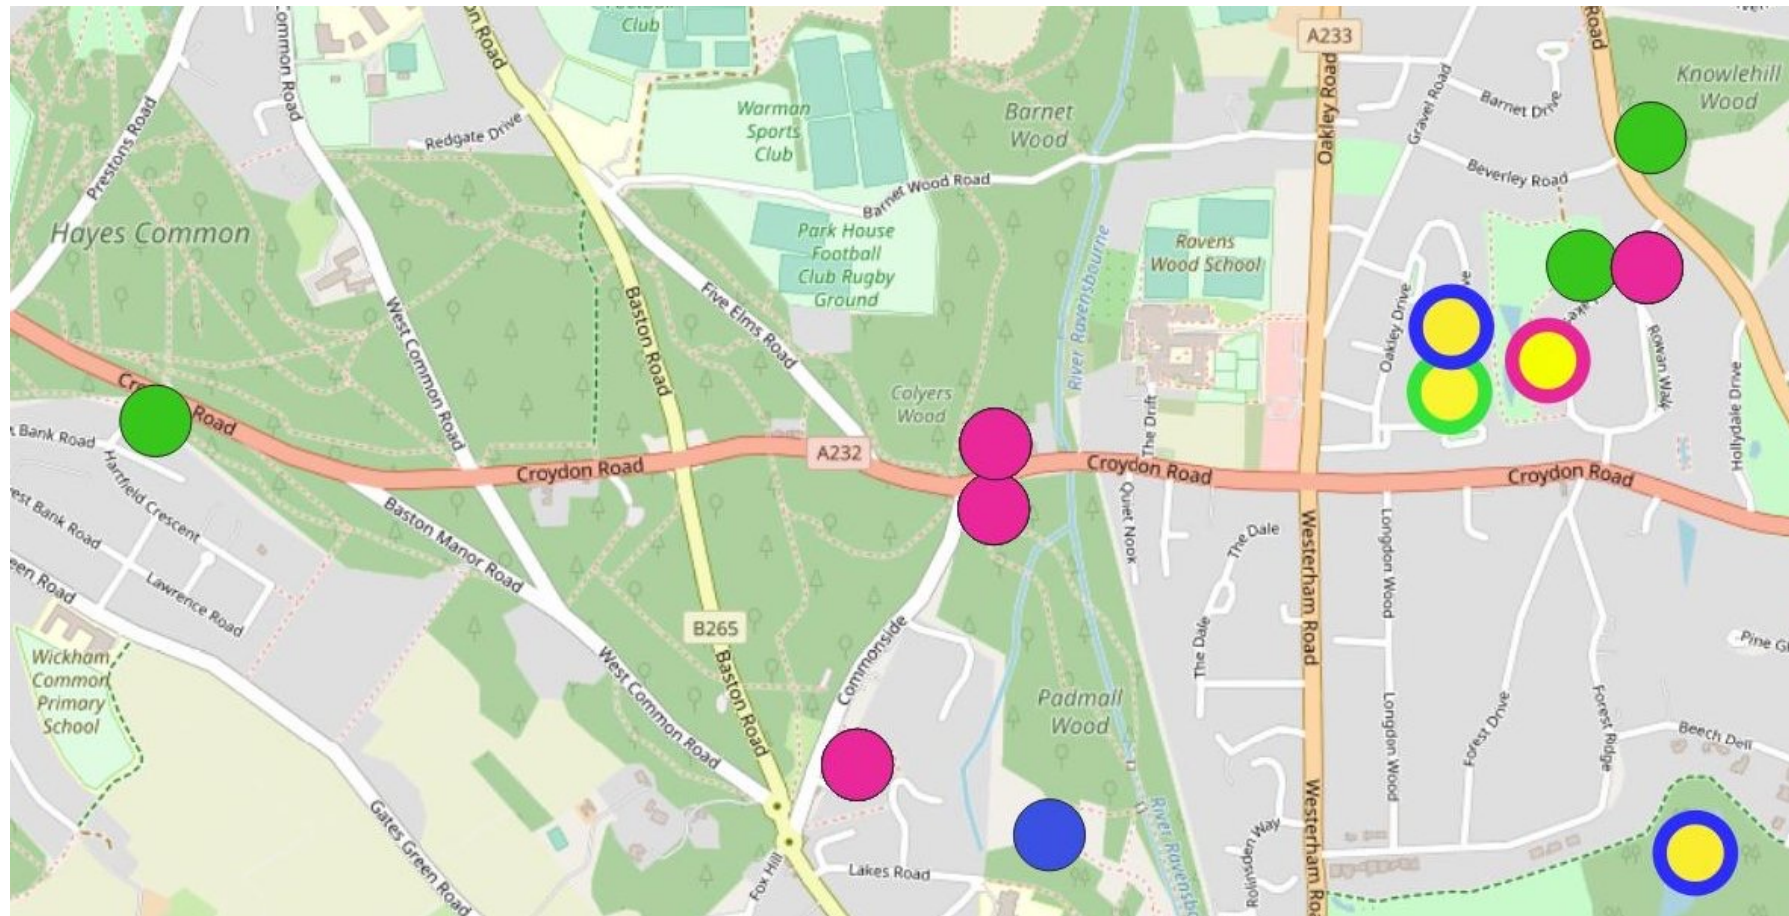 Club
on Road
Road
A233
Common Road
Knowlehill
Wood
Barnet Drive
Gravel Road
Oakley Road
Prestons Road
Redgate Drive
Warman
Sports
Club
Barnet
Wood
Beverley Road
Barnet Wood Road
Hayes Common
Park House
Football
Club Rugby
Ground
Ravens
Wood School
River Ravensbourne
Five Elms Road
Baston Road
West Common Road
Oakley Drive
Rowan Walk
Hollydale Drive
Colyers
Wood
The Drift
Road
Bank Road
A232
Croydon Road
Croydon Road
Croydon Road
Hartfield Crescent
Baston Manor Road
Quiet Nook
The Dale
Westerham Road
Longdon Wood
est Bank Road
een Road
Lawrence Road
B265
Commonside
The Dale
Pine G
Wickham
Common
Primary
School
West Common Road
Baston Road
Padmall
Wood
Longdon Wood
Forest Drive
Forest Ridge
Beech Dell
Gates Green Road
Fox Hill
Lakes Road
River Ravensb
Rolinsden Way
Westerham Roa